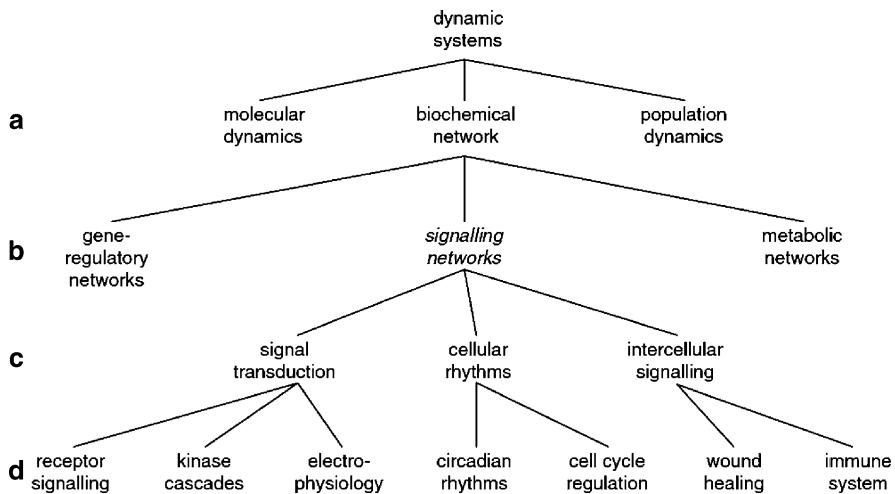 dynamic
systems
a
molecular
dynamics
biochemical
network
population
dynamics
b
gene-
regulatory
networks
signalling
networks
metabolic
networks
c
signal
transduction
cellular
rhythms
intercellular
signalling
d
receptor
signalling
kinase
cascades
electro-
physiology
circadian
rhythms
cell cycle
regulation
wound
healing
immune
system